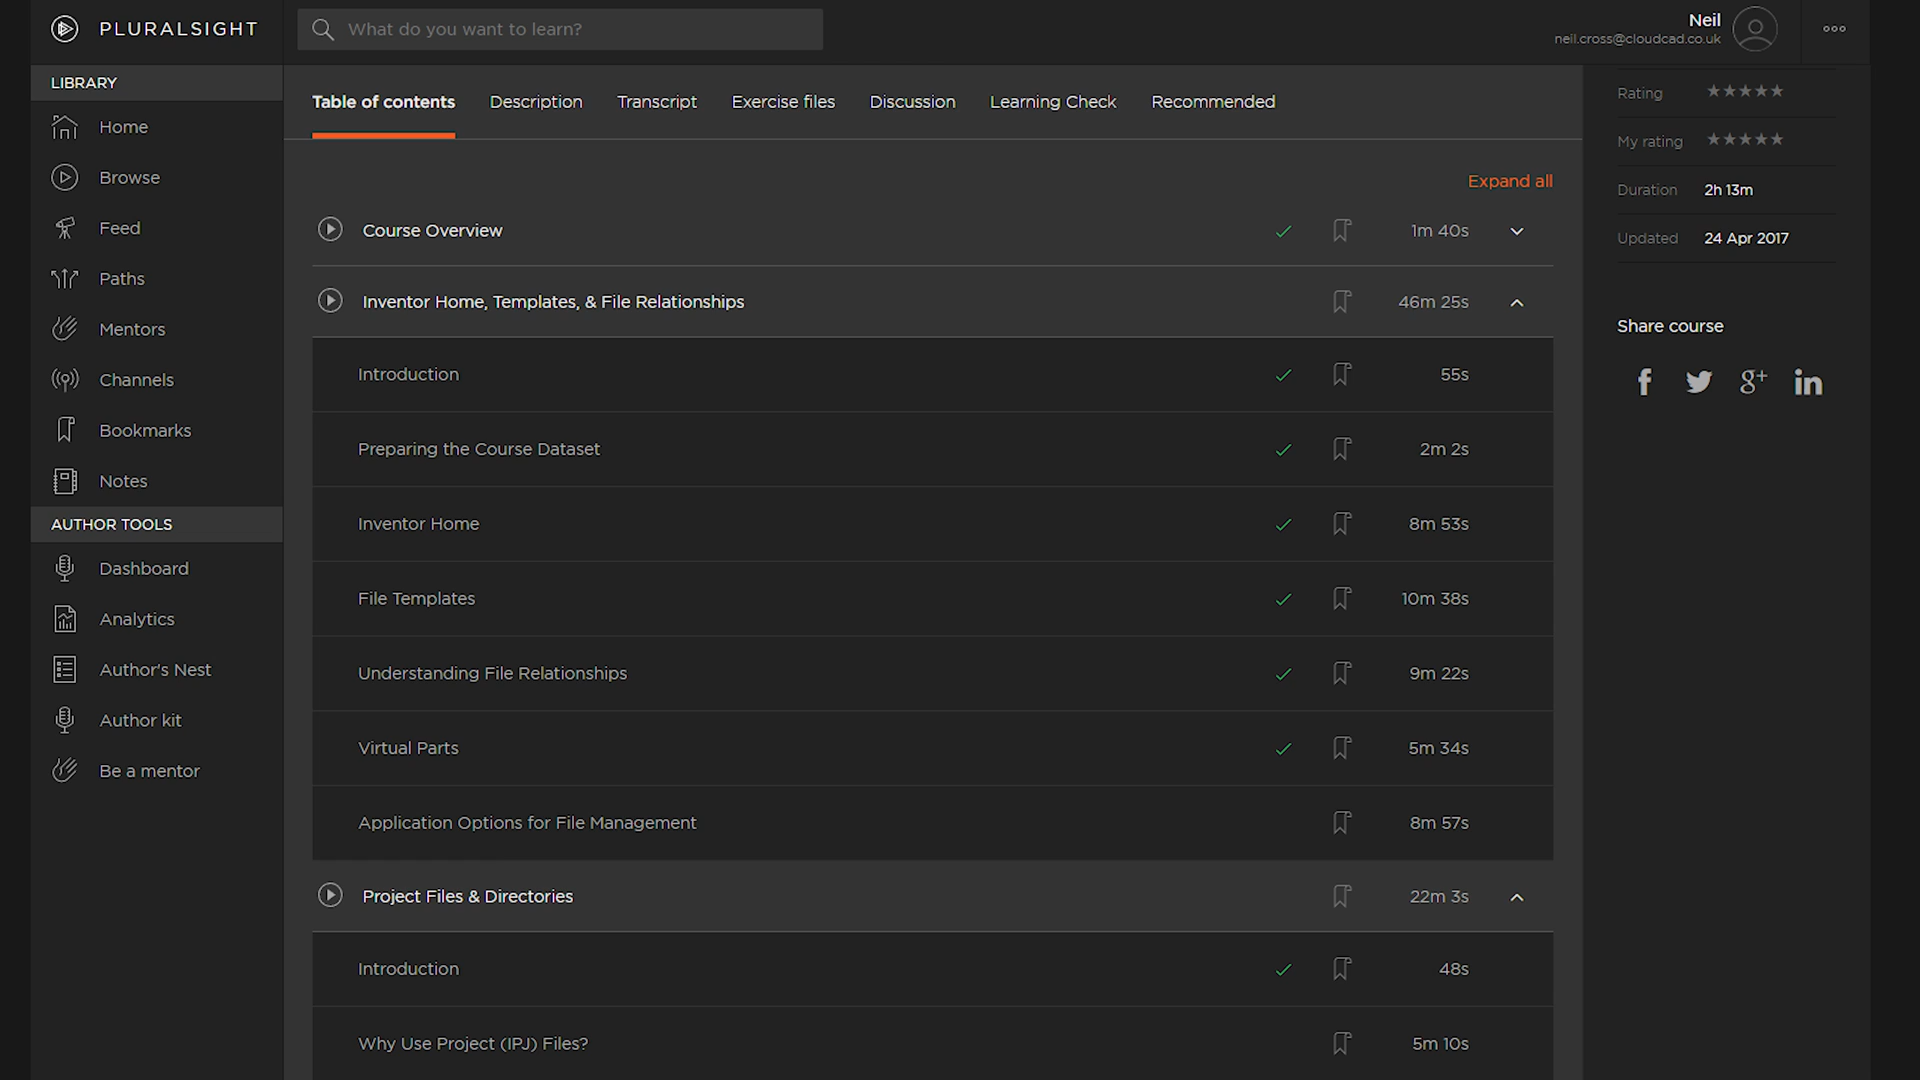 PLURALSIGHT
What do you want to learn?
Neil
neil.cross@cloudcad.co.uk
LIBRARY
Home
Browse
Feed
Paths
Mentors
Channels
Bookmarks
Notes
AUTHOR TOOLS
Dashboard
Analytics
Author's Nest
Author kit
Be a mentor
Table of contents Description Transcript Exercise files Discussion Learning Check Recommended
Expand all
Course Overview 1m 40s
Inventor Home, Templates, & File Relationships 46m 25s
Introduction 55s
Preparing the Course Dataset 2m 2s
Inventor Home 8m 53s
File Templates 10m 38s
Understanding File Relationships 9m 22s
Virtual Parts 5m 34s
Application Options for File Management 8m 57s
Project Files & Directories 22m 3s
Introduction 48s
Why Use Project (IPJ) Files? 5m 10s
Rating
My rating
Duration 2h 13m
Updated 24 Apr 2017
Share course
f g+ in